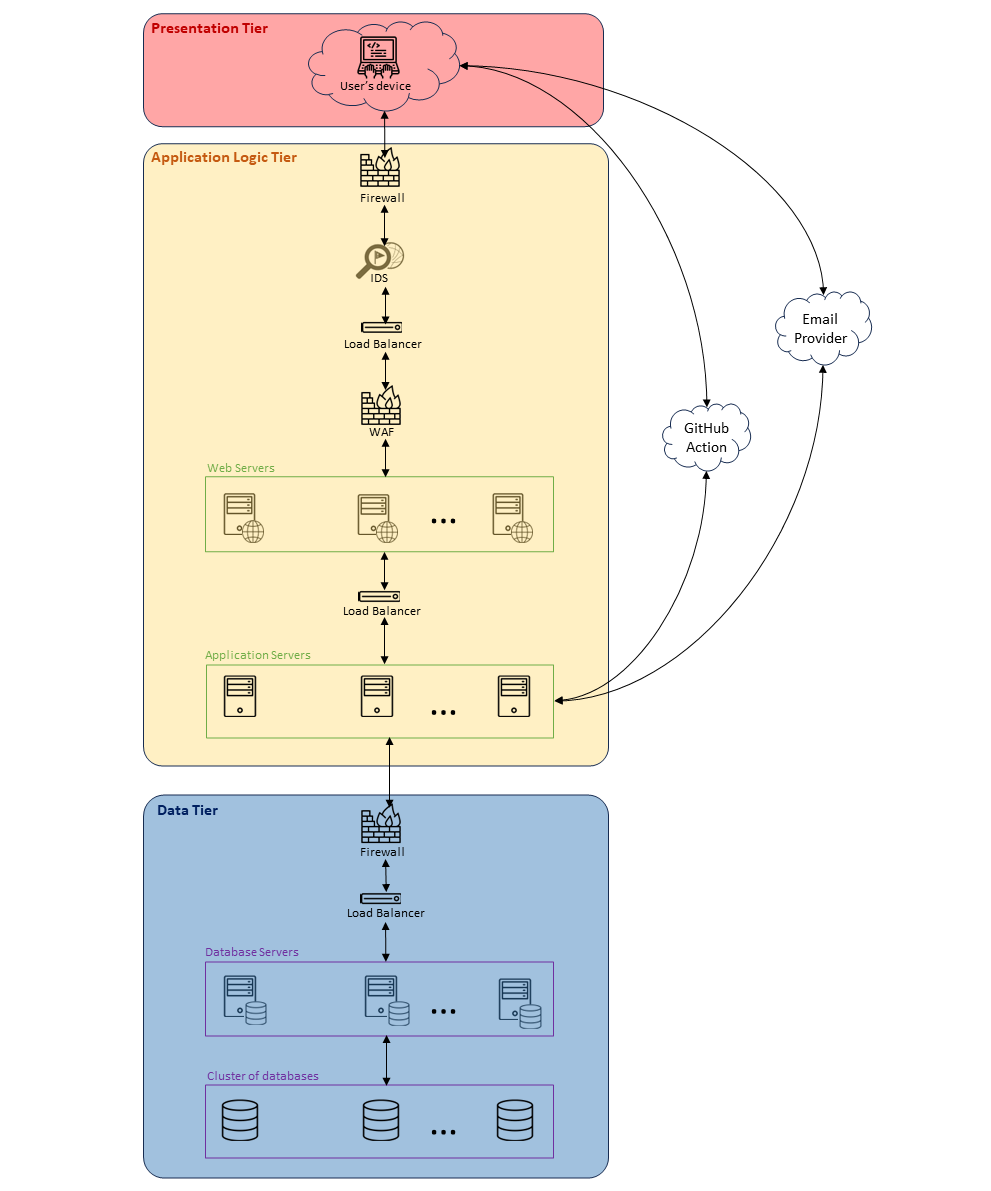 Presentation Tier
</>
User's device
Application Logic Tier
Firewall
IDS
Load Balancer
WAF
Web Servers
Load Balancer
Application Servers
Email
Provider
GitHub
Action
Data Tier
Firewall
Load Balancer
Database Servers
Cluster of databases